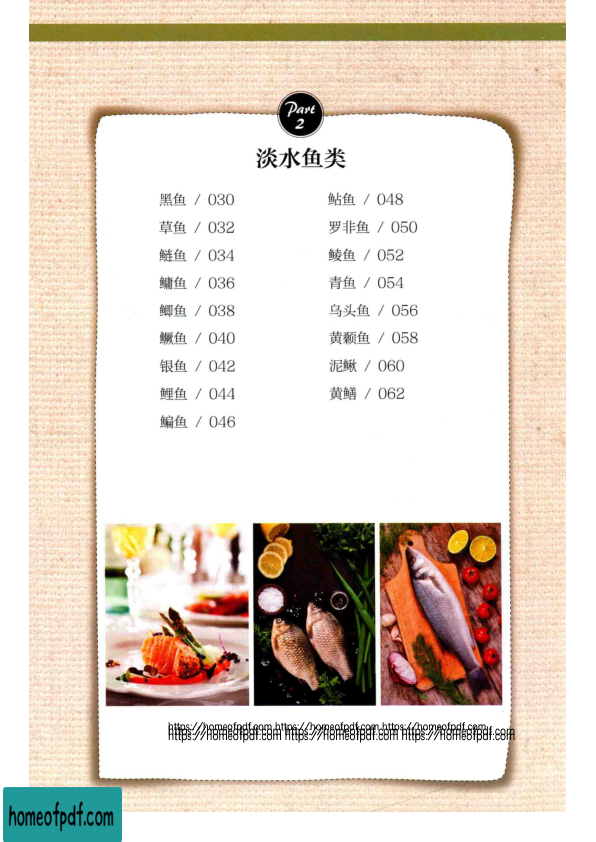 Part
2
淡水鱼类
黑鱼 / 030
草鱼 / 032
鲢鱼 / 034
鳙鱼 / 036
鲫鱼 / 038
鳜鱼 / 040
银鱼 / 042
鲤鱼 / 044
鳊鱼 / 046
鲇鱼 / 048
罗非鱼 / 050
鲮鱼 / 052
青鱼 / 054
乌头鱼 / 056
黄颡鱼 / 058
泥鳅 / 060
黄鳝 / 062
https://homeofpdf.com https://homeofpdf.com https://homeofpdf.com
https://homeofpdf.com https://homeofpdf.com https://homeofpdf.com
homeofpdf.com